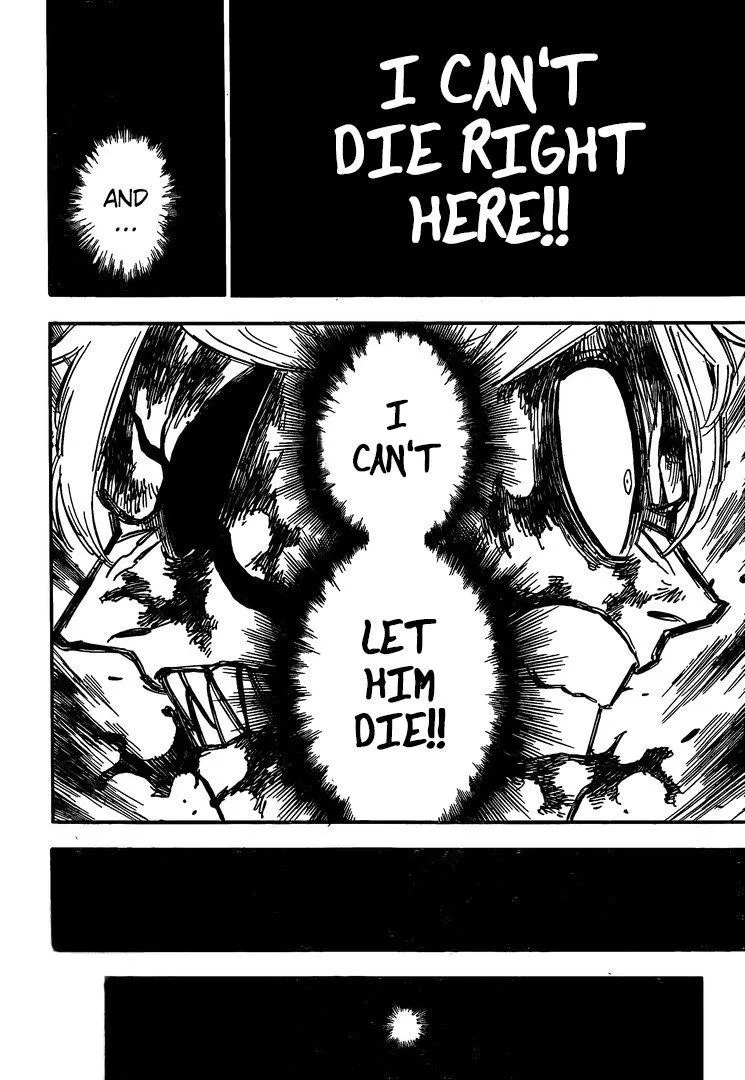 I CAN'T
DIE RIGHT
HERE!!
AND
...
I
CAN'T
LET
HIM
DIE!!